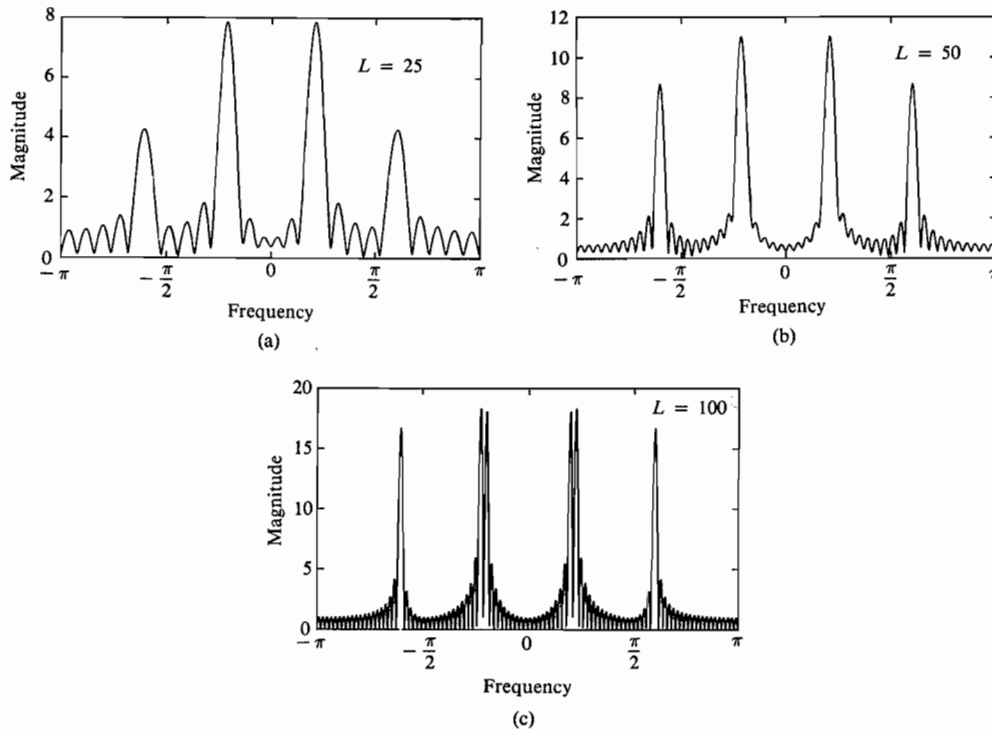 8
6
4
2
0
Magnitude
L = 25
−π
−π/2
0
π/2
π
Frequency
(a)
12
10
8
6
4
2
0
Magnitude
L = 50
−π
−π/2
0
π/2
Frequency
(b)
20
15
10
5
0
Magnitude
L = 100
−π
−π/2
0
π/2
π
Frequency
(c)